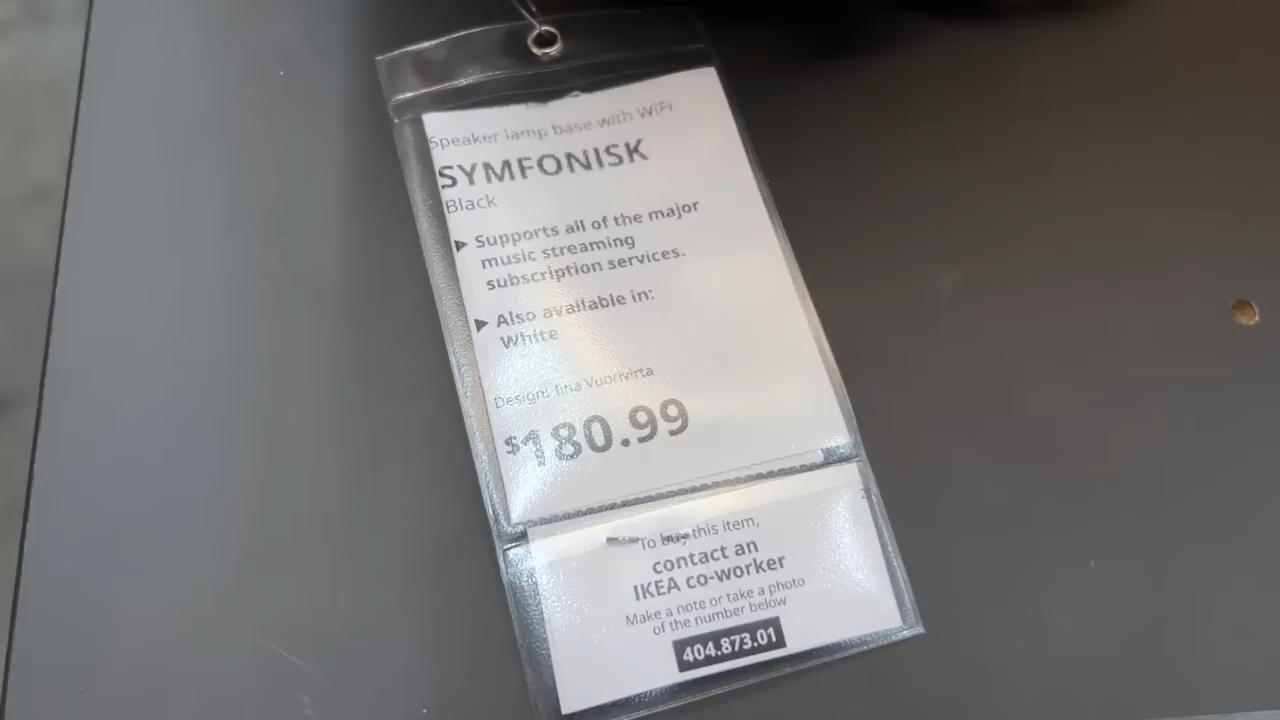 Speaker lamp base with WiFi
SYMFONISK
Black
▶ Supports all of the major
music streaming
subscription services.
▶ Also available in:
White
Design: Iina Vuorivirta
$180.99
To buy this item,
contact an
IKEA co-worker
Make a note or take a photo
of the number below
404.873.01